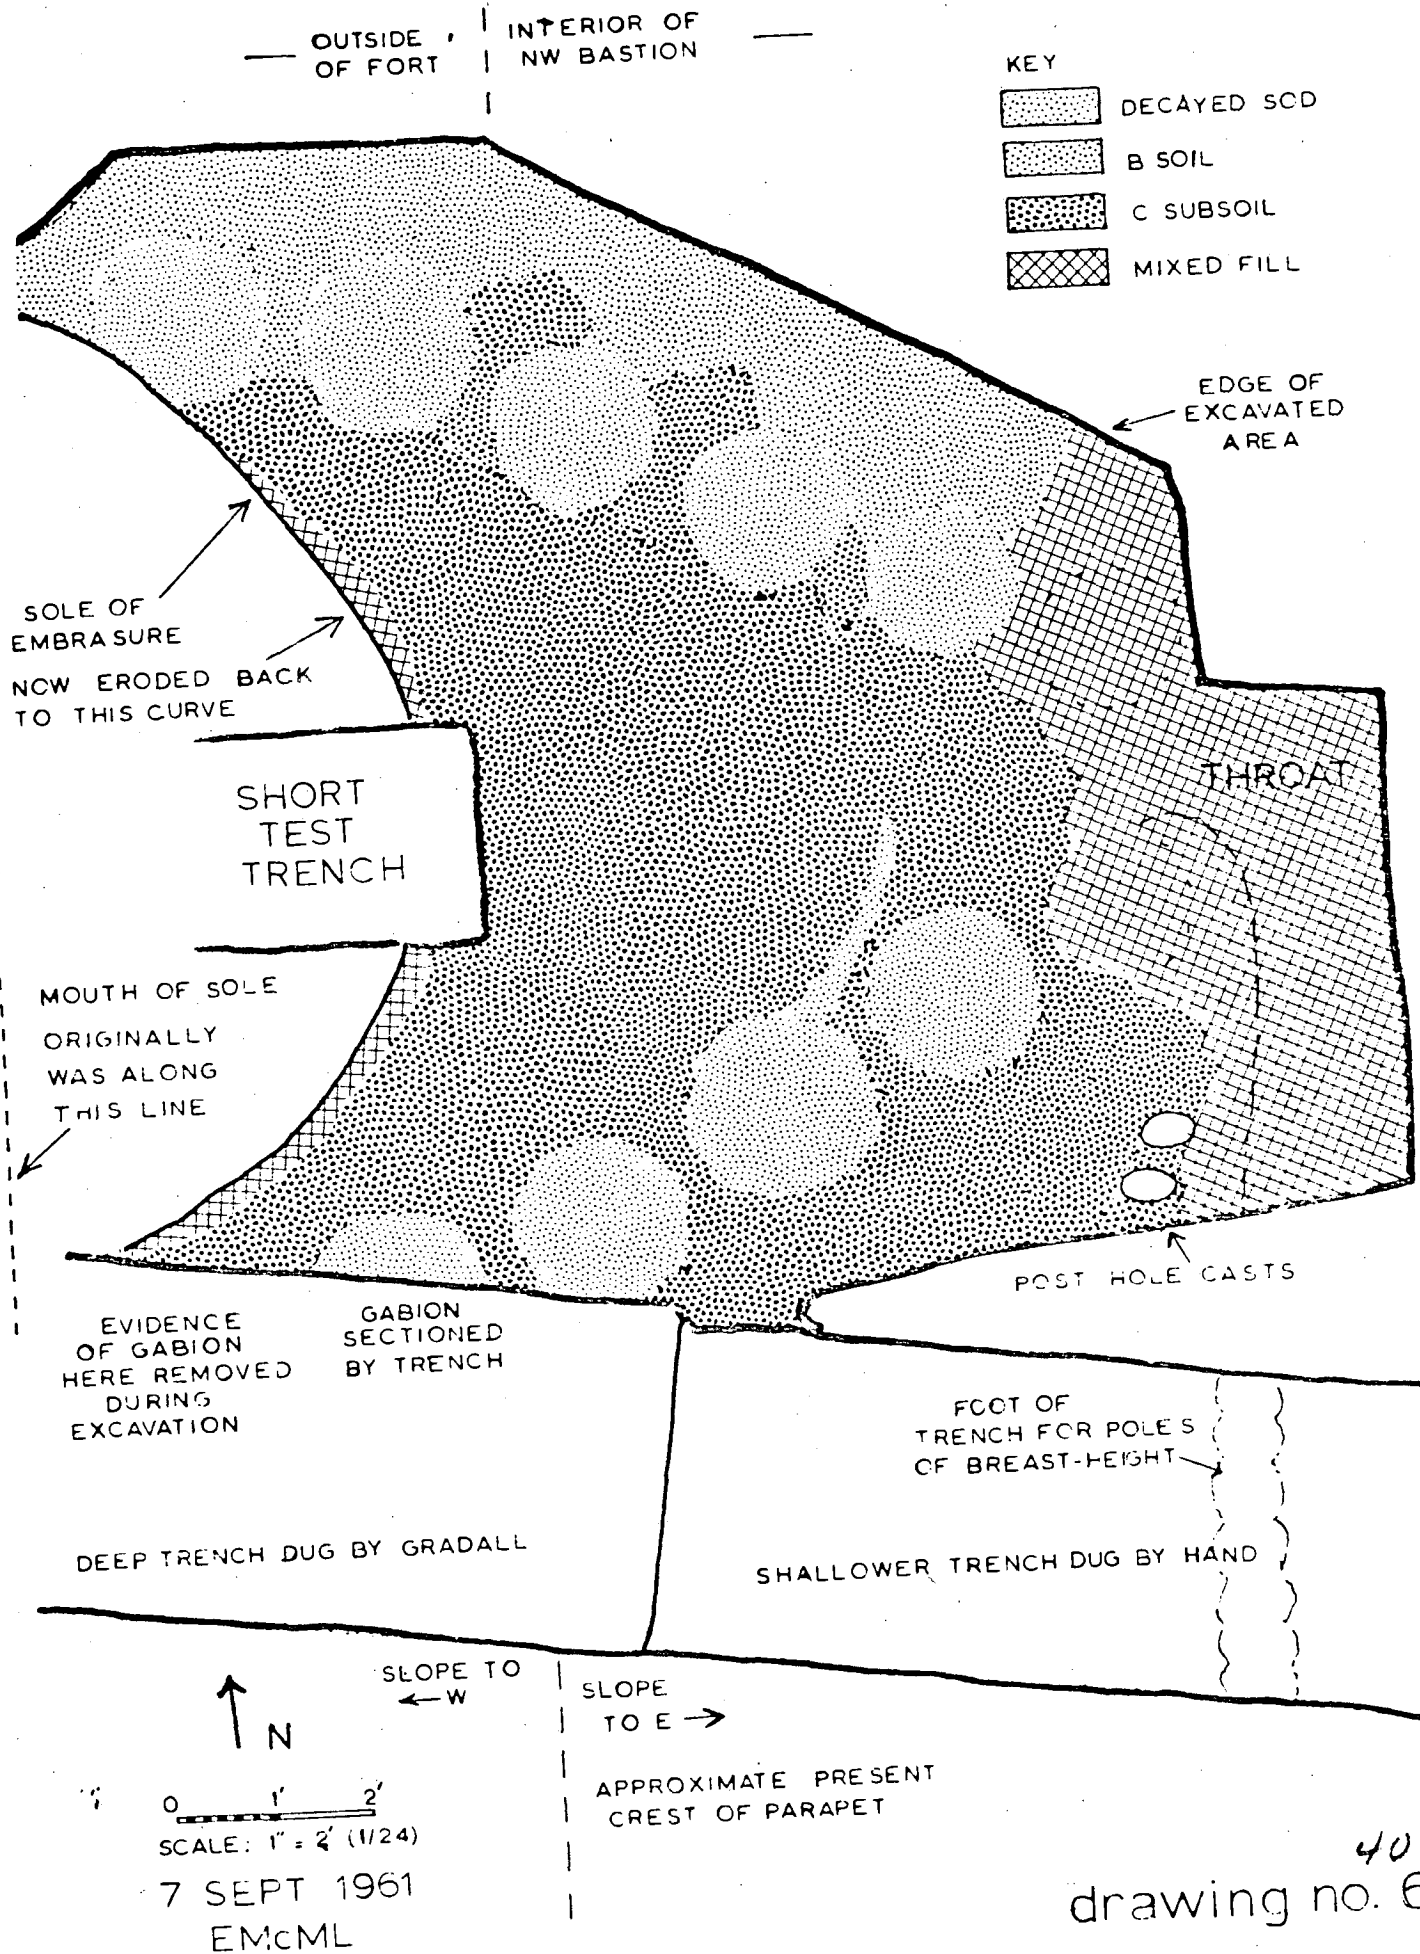 OUTSIDE
OF FORT
INTERIOR OF
NW BASTION
KEY
DECAYED SOD
B SOIL
C SUBSOIL
MIXED FILL
EDGE OF
EXCAVATED
AREA
SOLE OF
EMBRASURE
NOW ERODED BACK
TO THIS CURVE
SHORT
TEST
TRENCH
THROAT
MOUTH OF SOLE
ORIGINALLY
WAS ALONG
THIS LINE
POST HOLE CASTS
EVIDENCE
OF GABION
HERE REMOVED
DURING
EXCAVATION
GABION
SECTIONED
BY TRENCH
FOOT OF
TRENCH FOR POLES
OF BREAST-HEIGHT
DEEP TRENCH DUG BY GRADALL
SHALLOWER TRENCH DUG BY HAND
SLOPE TO
W
SLOPE
TO E
N
APPROXIMATE PRESENT
CREST OF PARAPET
0 1' 2'
SCALE: 1" = 2' (1/24)
7 SEPT 1961
EMcML
40
drawing no. 6